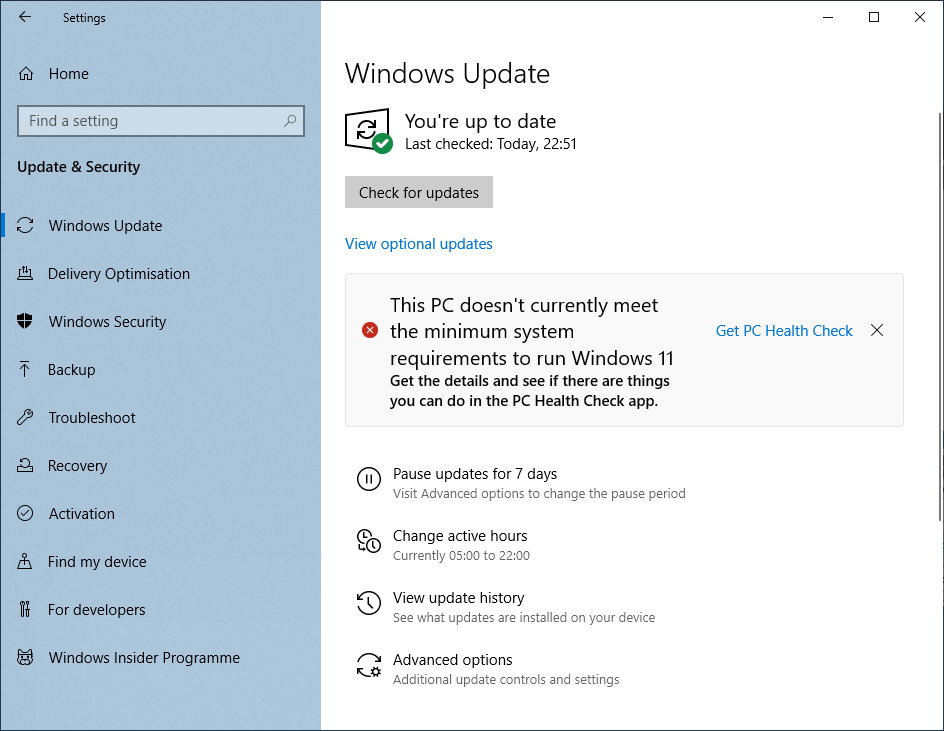 Settings
Home
Find a setting
Update & Security
Windows Update
Delivery Optimisation
Windows Security
Backup
Troubleshoot
Recovery
Activation
Find my device
For developers
Windows Insider Programme
Windows Update
You're up to date
Last checked: Today, 22:51
Check for updates
View optional updates
This PC doesn't currently meet
the minimum system
requirements to run Windows 11
Get the details and see if there are things
you can do in the PC Health Check app.
Get PC Health Check
Pause updates for 7 days
Visit Advanced options to change the pause period
Change active hours
Currently 05:00 to 22:00
View update history
See what updates are installed on your device
Advanced options
Additional update controls and settings